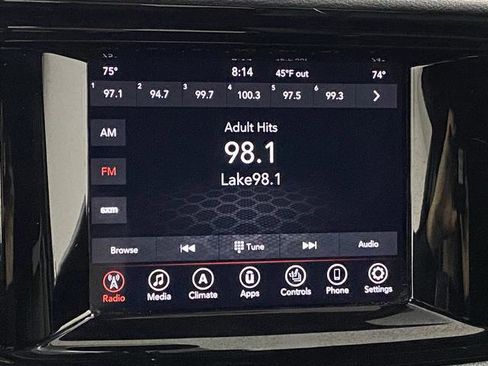 75° 8:14 45°F out 74°
1 97.1 2 94.7 3 99.7 4 100.3 5 97.5 6 99.3
Adult Hits
AM
98.1
FM
Lake98.1
sxm
Browse Tune Audio
Radio Media Climate Apps Controls Phone Settings